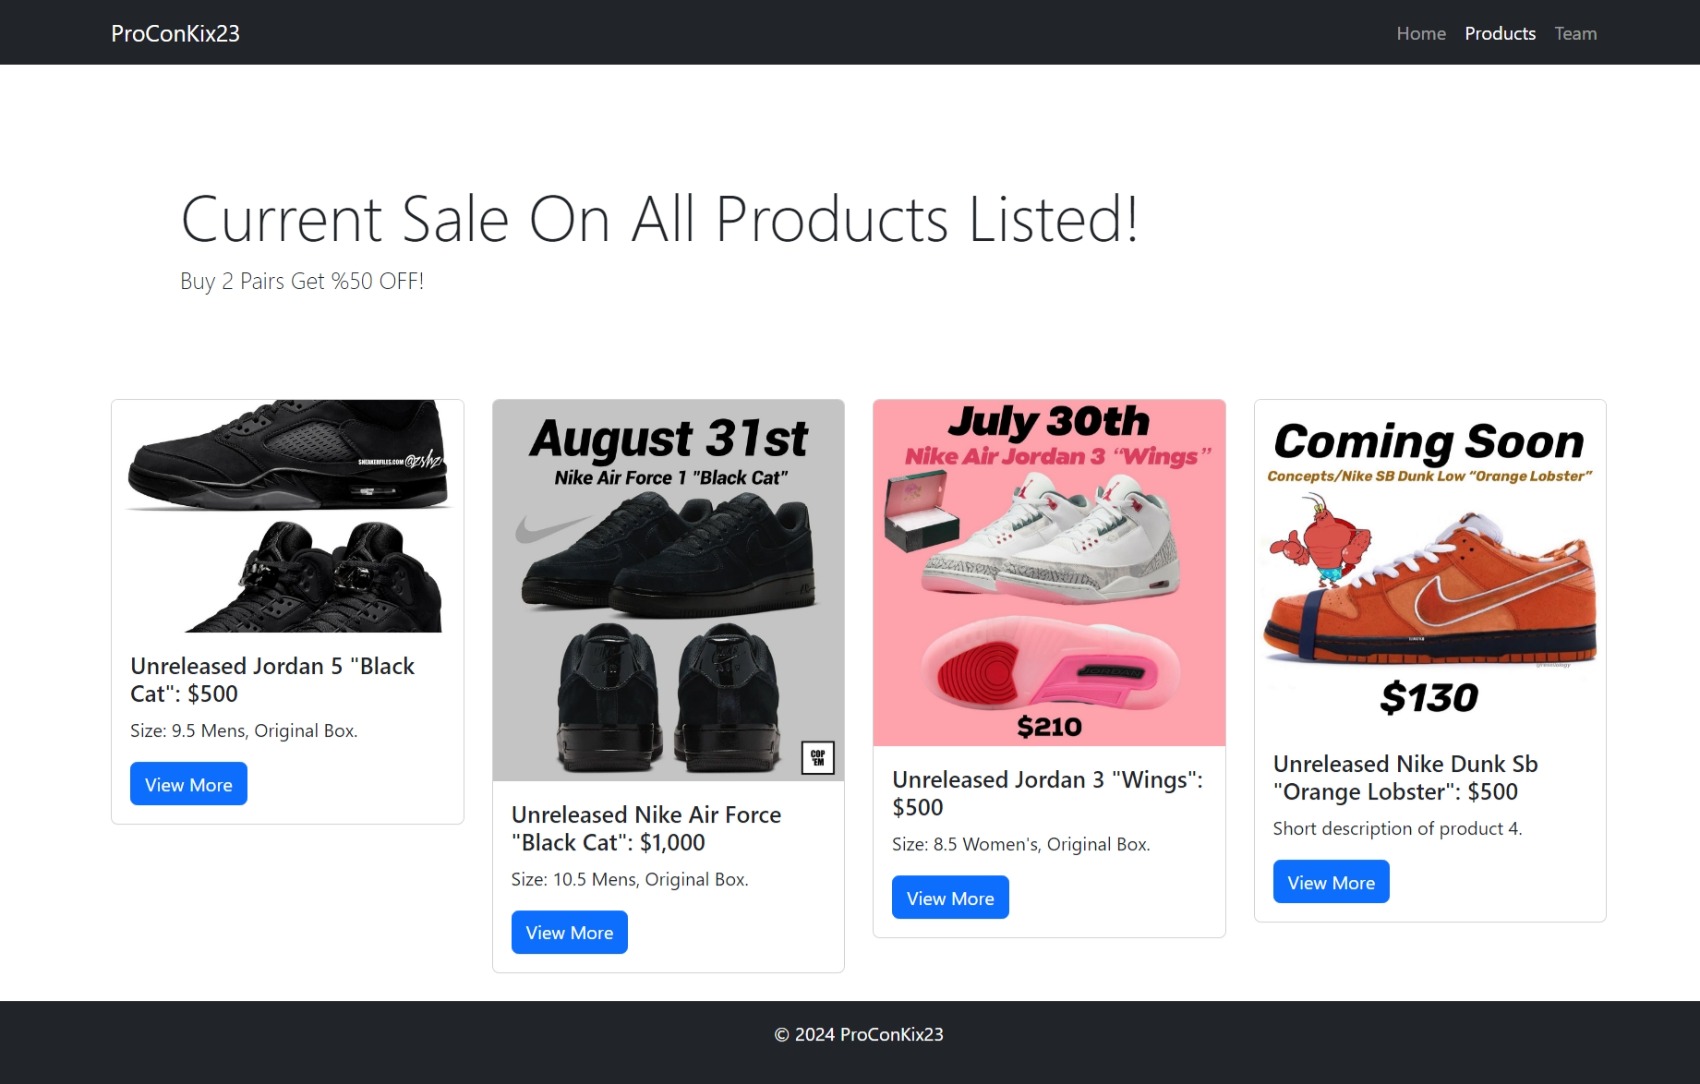 ProConKix23
Home Products Team
Current Sale On All Products Listed!
Buy 2 Pairs Get %50 OFF!
SNEAKERFILES.COM @zshz
Unreleased Jordan 5 "Black
Cat": $500
Size: 9.5 Mens, Original Box.
View More
August 31st
Nike Air Force 1 "Black Cat”
COP
'EM
Unreleased Nike Air Force
"Black Cat": $1,000
Size: 10.5 Mens, Original Box.
View More
July 30th
Nike Air Jordan 3 “Wings”
JORDAN
$210
Unreleased Jordan 3 "Wings":
$500
Size: 8.5 Women's, Original Box.
View More
Coming Soon
Concepts/Nike SB Dunk Low “Orange Lobster”
$130
Unreleased Nike Dunk Sb
"Orange Lobster": $500
Short description of product 4.
View More
© 2024 ProConKix23